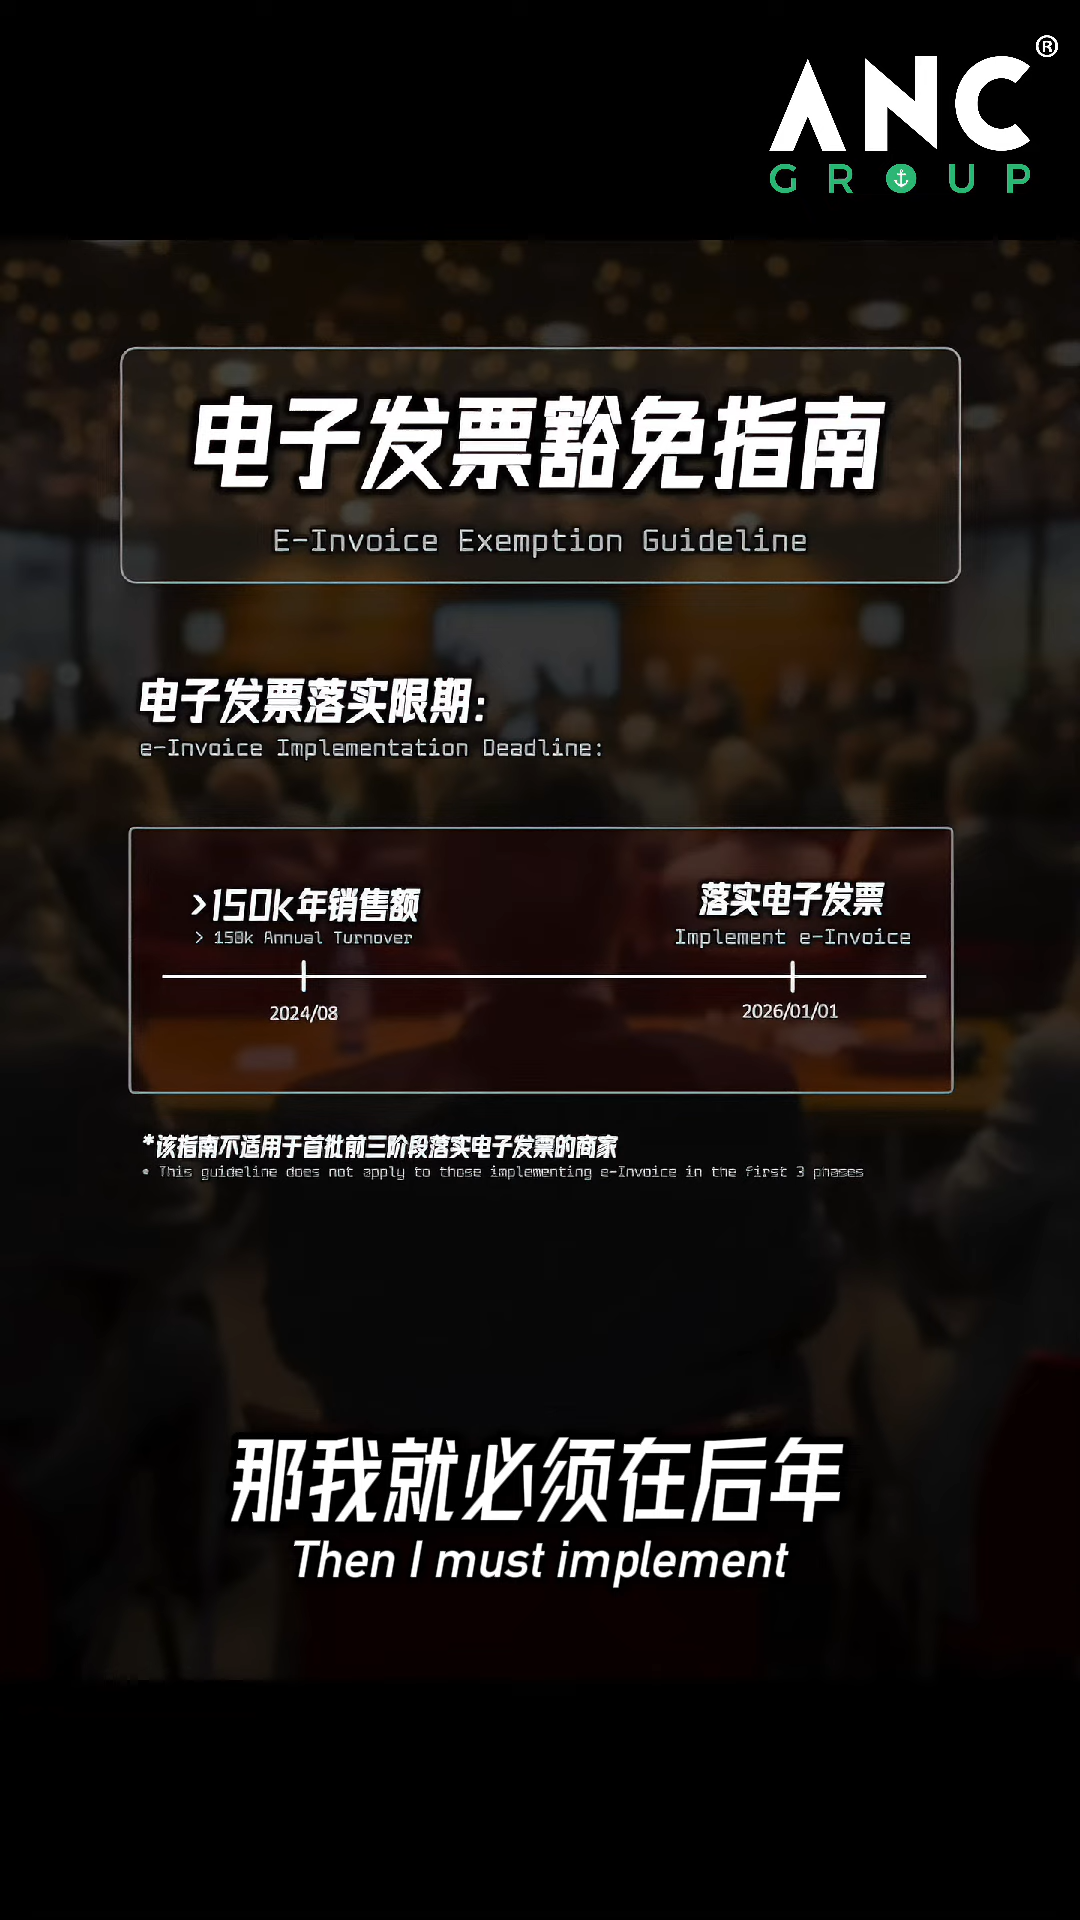 ANC®
GROUP
电子发票豁免指南
E-Invoice Exemption Guideline
电子发票落实限期:
e-Invoice Implementation Deadline:
>150k年销售额
> 150k Annual Turnover
2024/08
落实电子发票
Implement e-Invoice
2026/01/01
*该指南不适用于首批前三阶段落实电子发票的商家
• This guideline does not apply to those implementing e-Invoice in the first 3 phases
那我就必须在后年
Then I must implement